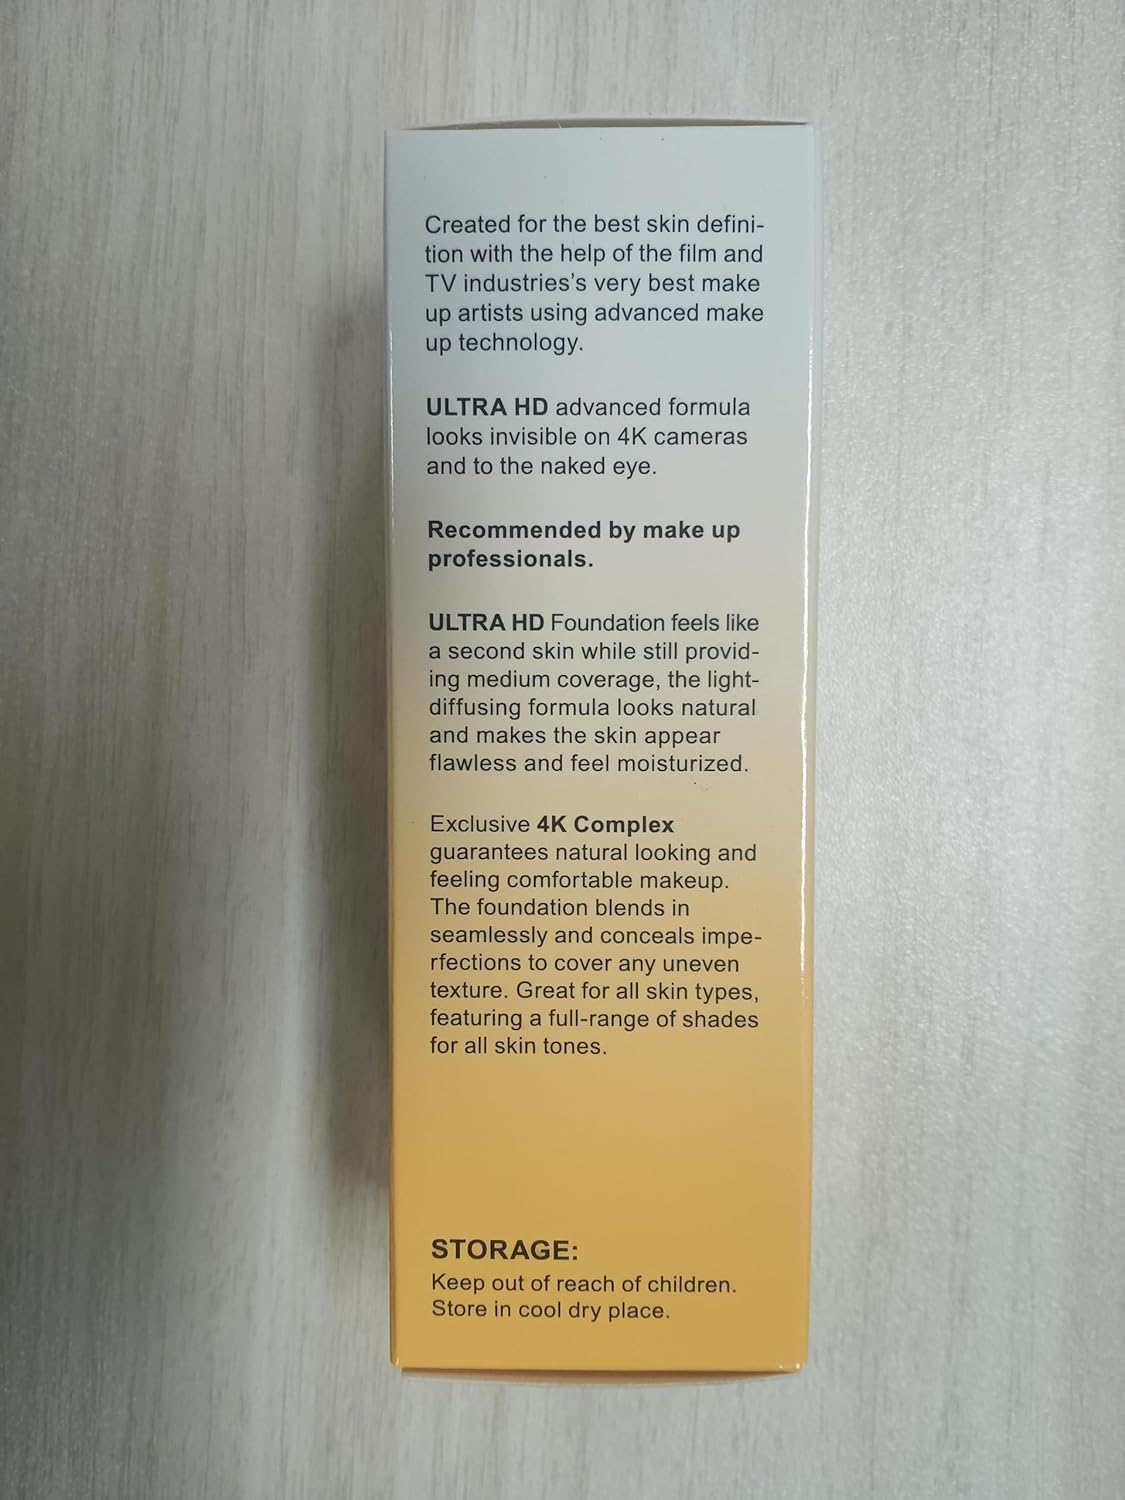 Created for the best skin defini-
tion with the help of the film and
TV industries's very best make
up artists using advanced make
up technology.
ULTRA HD advanced formula
looks invisible on 4K cameras
and to the naked eye.
Recommended by make up
professionals.
ULTRA HD Foundation feels like
a second skin while still provid-
ing medium coverage, the light-
diffusing formula looks natural
and makes the skin appear
flawless and feel moisturized.
Exclusive 4K Complex
guarantees natural looking and
feeling comfortable makeup.
The foundation blends in
seamlessly and conceals impe-
rfections to cover any uneven
texture. Great for all skin types,
featuring a full-range of shades
for all skin tones.
STORAGE:
Keep out of reach of children.
Store in cool dry place.